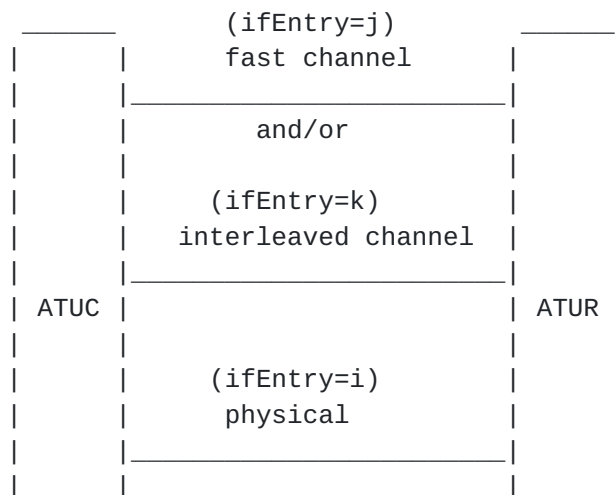 (ifEntry=j)
fast channel
and/or
(ifEntry=k)
interleaved channel
ATUC ATUR
(ifEntry=i)
physical